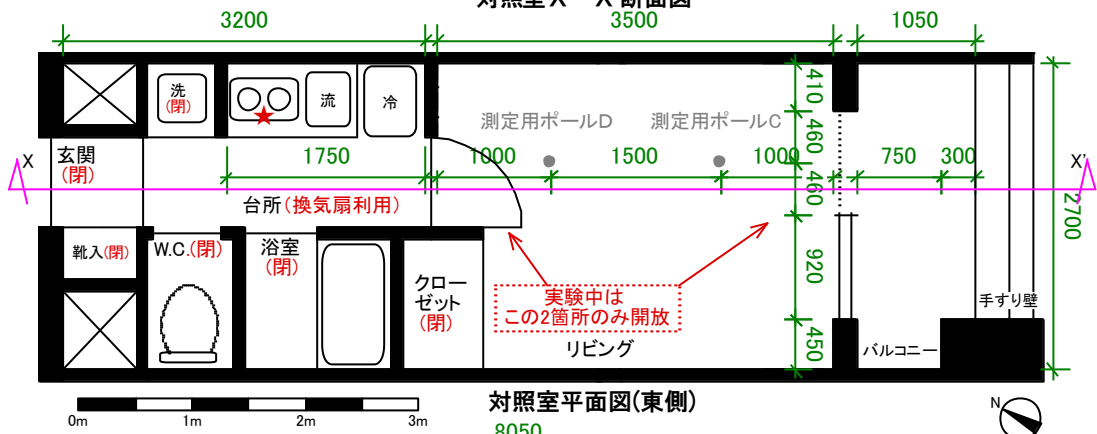 対照室X－X'断面図
3200
3500
1050
洗
(閉)
流
冷
410
測定用ポールD
測定用ポールC
460
X
玄関
(閉)
1750
1000
1500
1000
750
300
X'
460
2700
台所(換気扇利用)
靴入(閉)
W.C.(閉)
浴室
(閉)
クロー
ゼット
(閉)
920
実験中は
この2箇所のみ開放
手すり壁
リビング
450
バルコニー
0m
1m
2m
3m
対照室平面図(東側)
8050
N